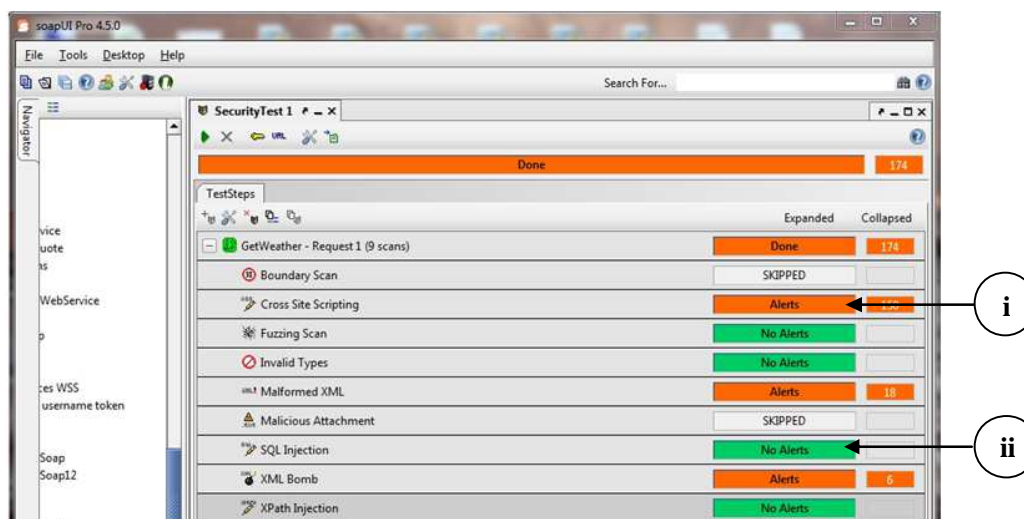 soapUI Pro 4.5.0
File Tools Desktop Help
Search For...
Navigator
SecurityTest 1
URL
Done 174
TestSteps
Expanded Collapsed
GetWeather - Request 1 (9 scans) Done 174
Boundary Scan SKIPPED
Cross Site Scripting Alerts 150
i
Fuzzing Scan No Alerts
Invalid Types No Alerts
Malformed XML Alerts 18
Malicious Attachment SKIPPED
SQL Injection No Alerts
ii
XML Bomb Alerts 6
XPath Injection No Alerts
vice
uote
ns
WebService
p
ces WSS
username token
Soap
Soap12